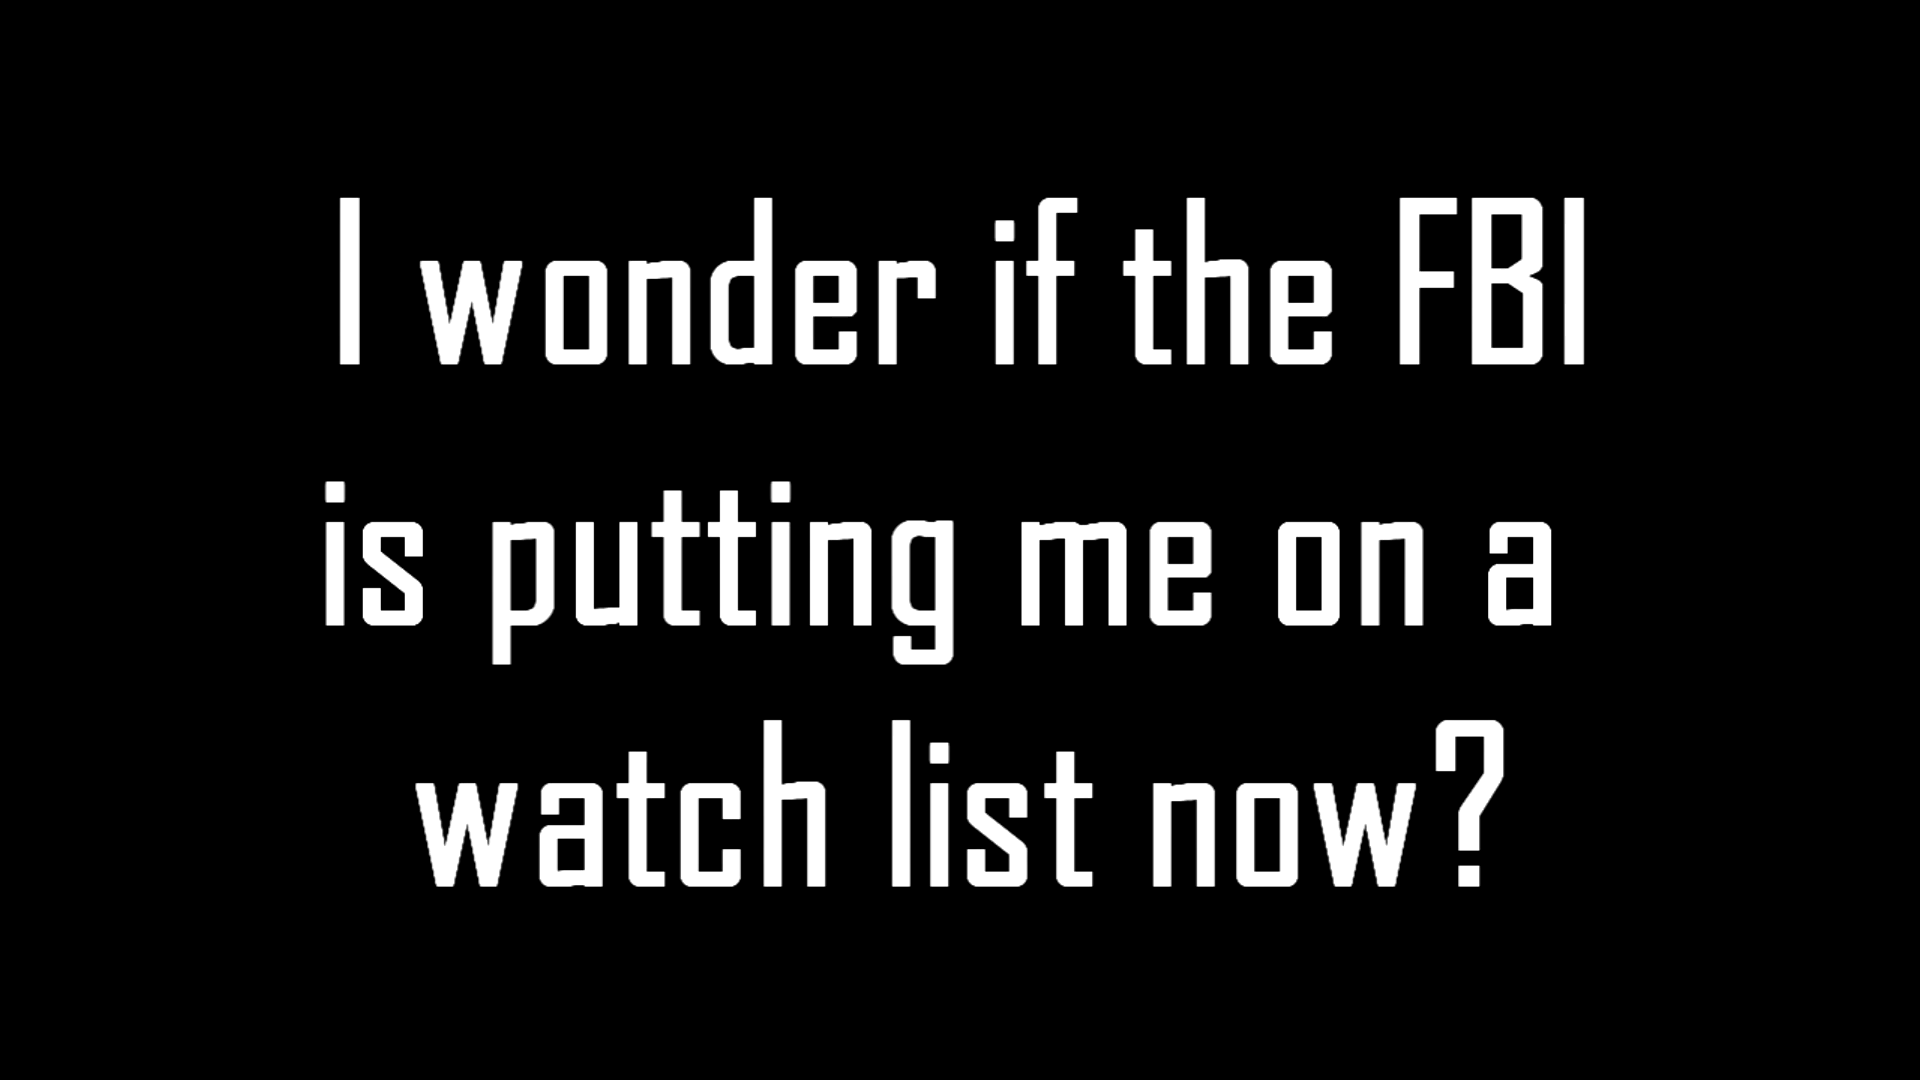 I wonder if the FBI
is putting me on a
watch list now?